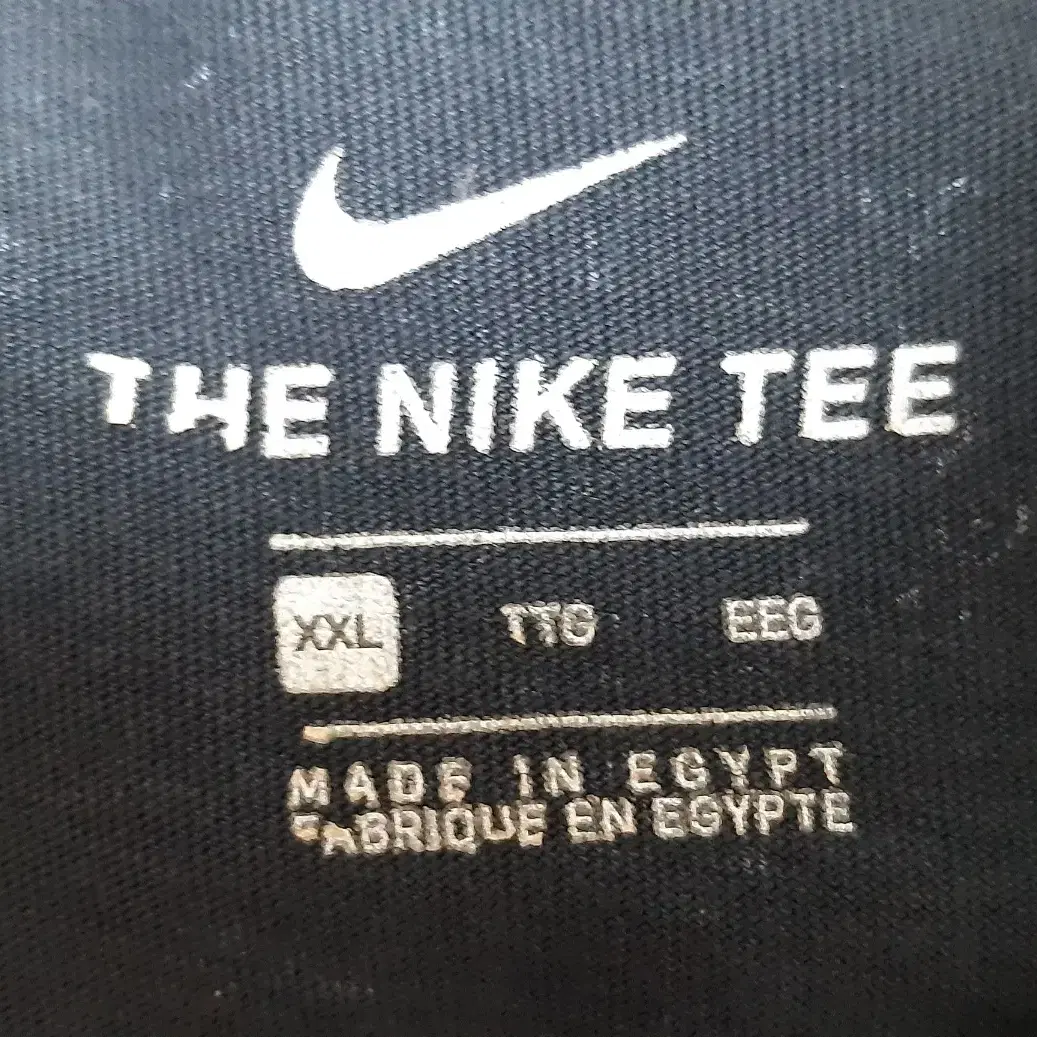 THE NIKE TEE
XXL TTG EEG
MADE IN EGYPT
FABRIQUE EN EGYPTE